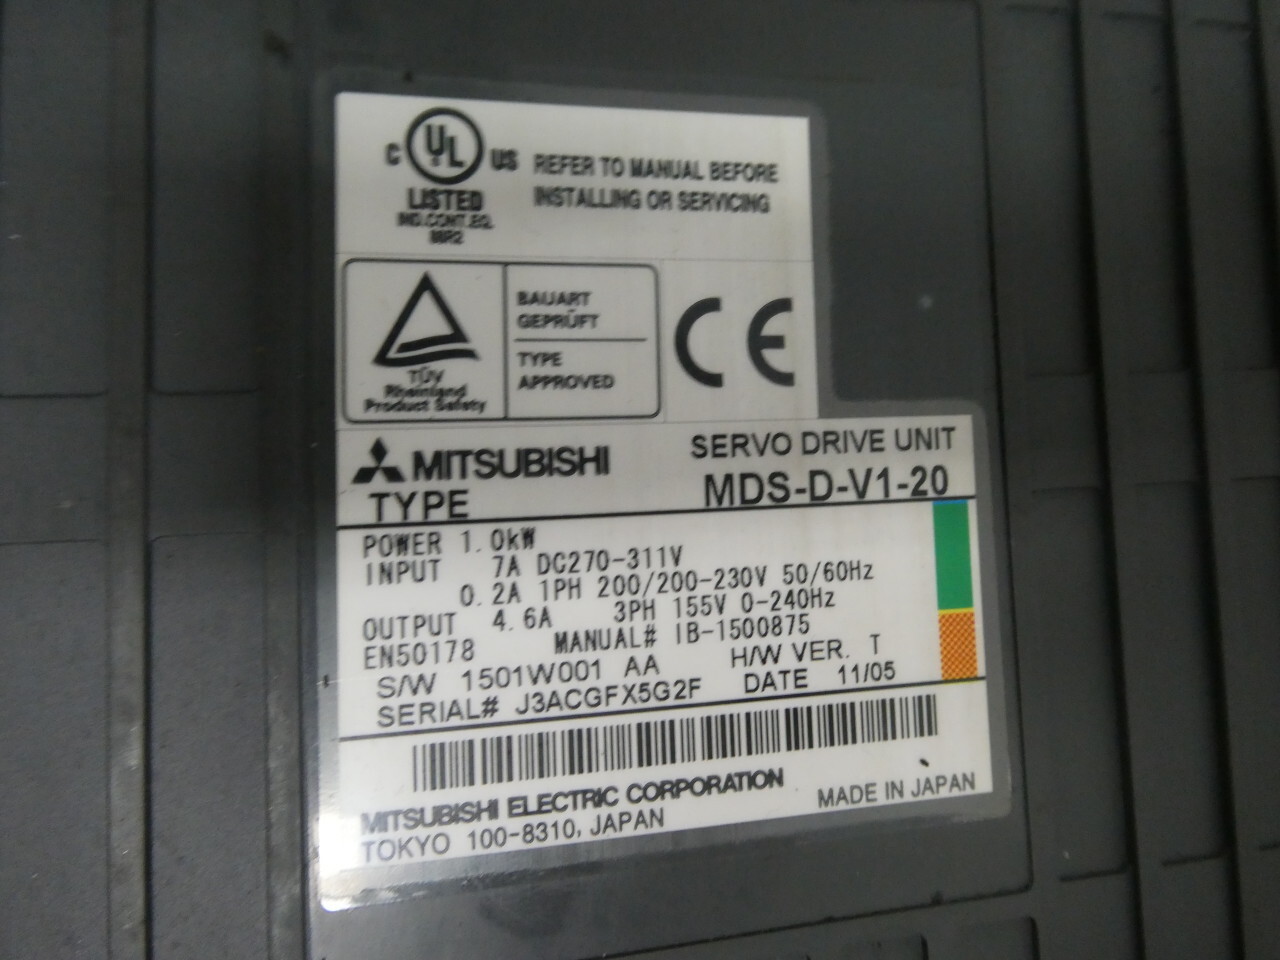 C UL US
LISTED
IND.CONT.EQ.
REFER TO MANUAL BEFORE
INSTALLING OR SERVICING
TÜV
Rheinland
Product Safety
BAUART
GEPRÜFT
TYPE
APPROVED
CE
MITSUBISHI
SERVO DRIVE UNIT
TYPE MDS-D-V1-20
POWER 1.0kW
INPUT 7A DC270-311V
0.2A 1PH 200/200-230V 50/60Hz
OUTPUT 4.6A 3PH 155V 0-240Hz
EN50178 MANUAL# IB-1500875
S/W 1501W001 AA H/W VER. T
SERIAL# J3ACGFX5G2F DATE 11/05
MITSUBISHI ELECTRIC CORPORATION
TOKYO 100-8310, JAPAN MADE IN JAPAN